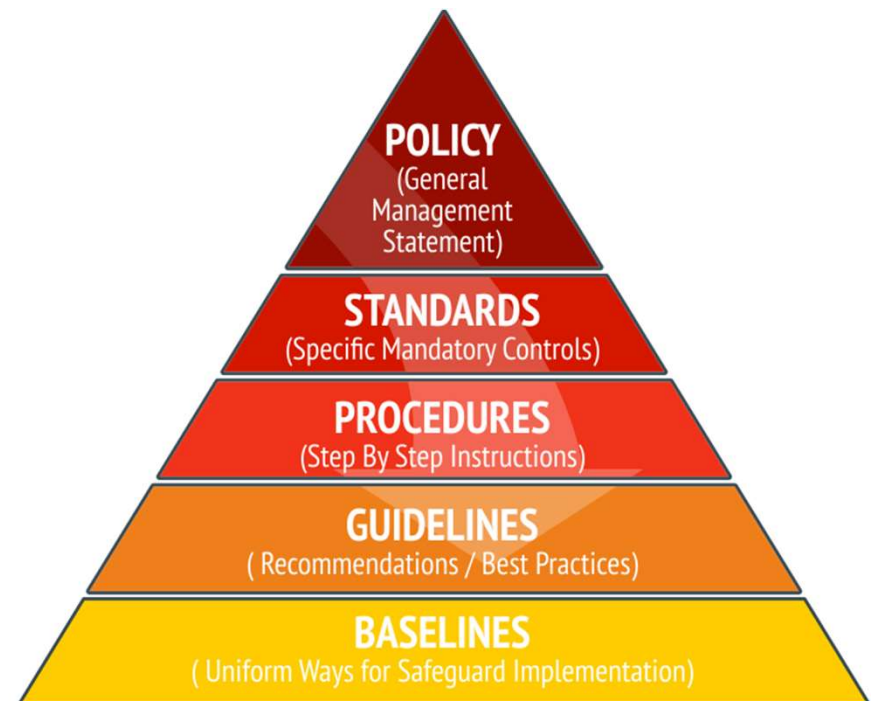 POLICY
(General
Management
Statement)
STANDARDS
(Specific Mandatory Controls)
PROCEDURES
(Step By Step Instructions)
GUIDELINES
( Recommendations / Best Practices)
BASELINES
( Uniform Ways for Safeguard Implementation)